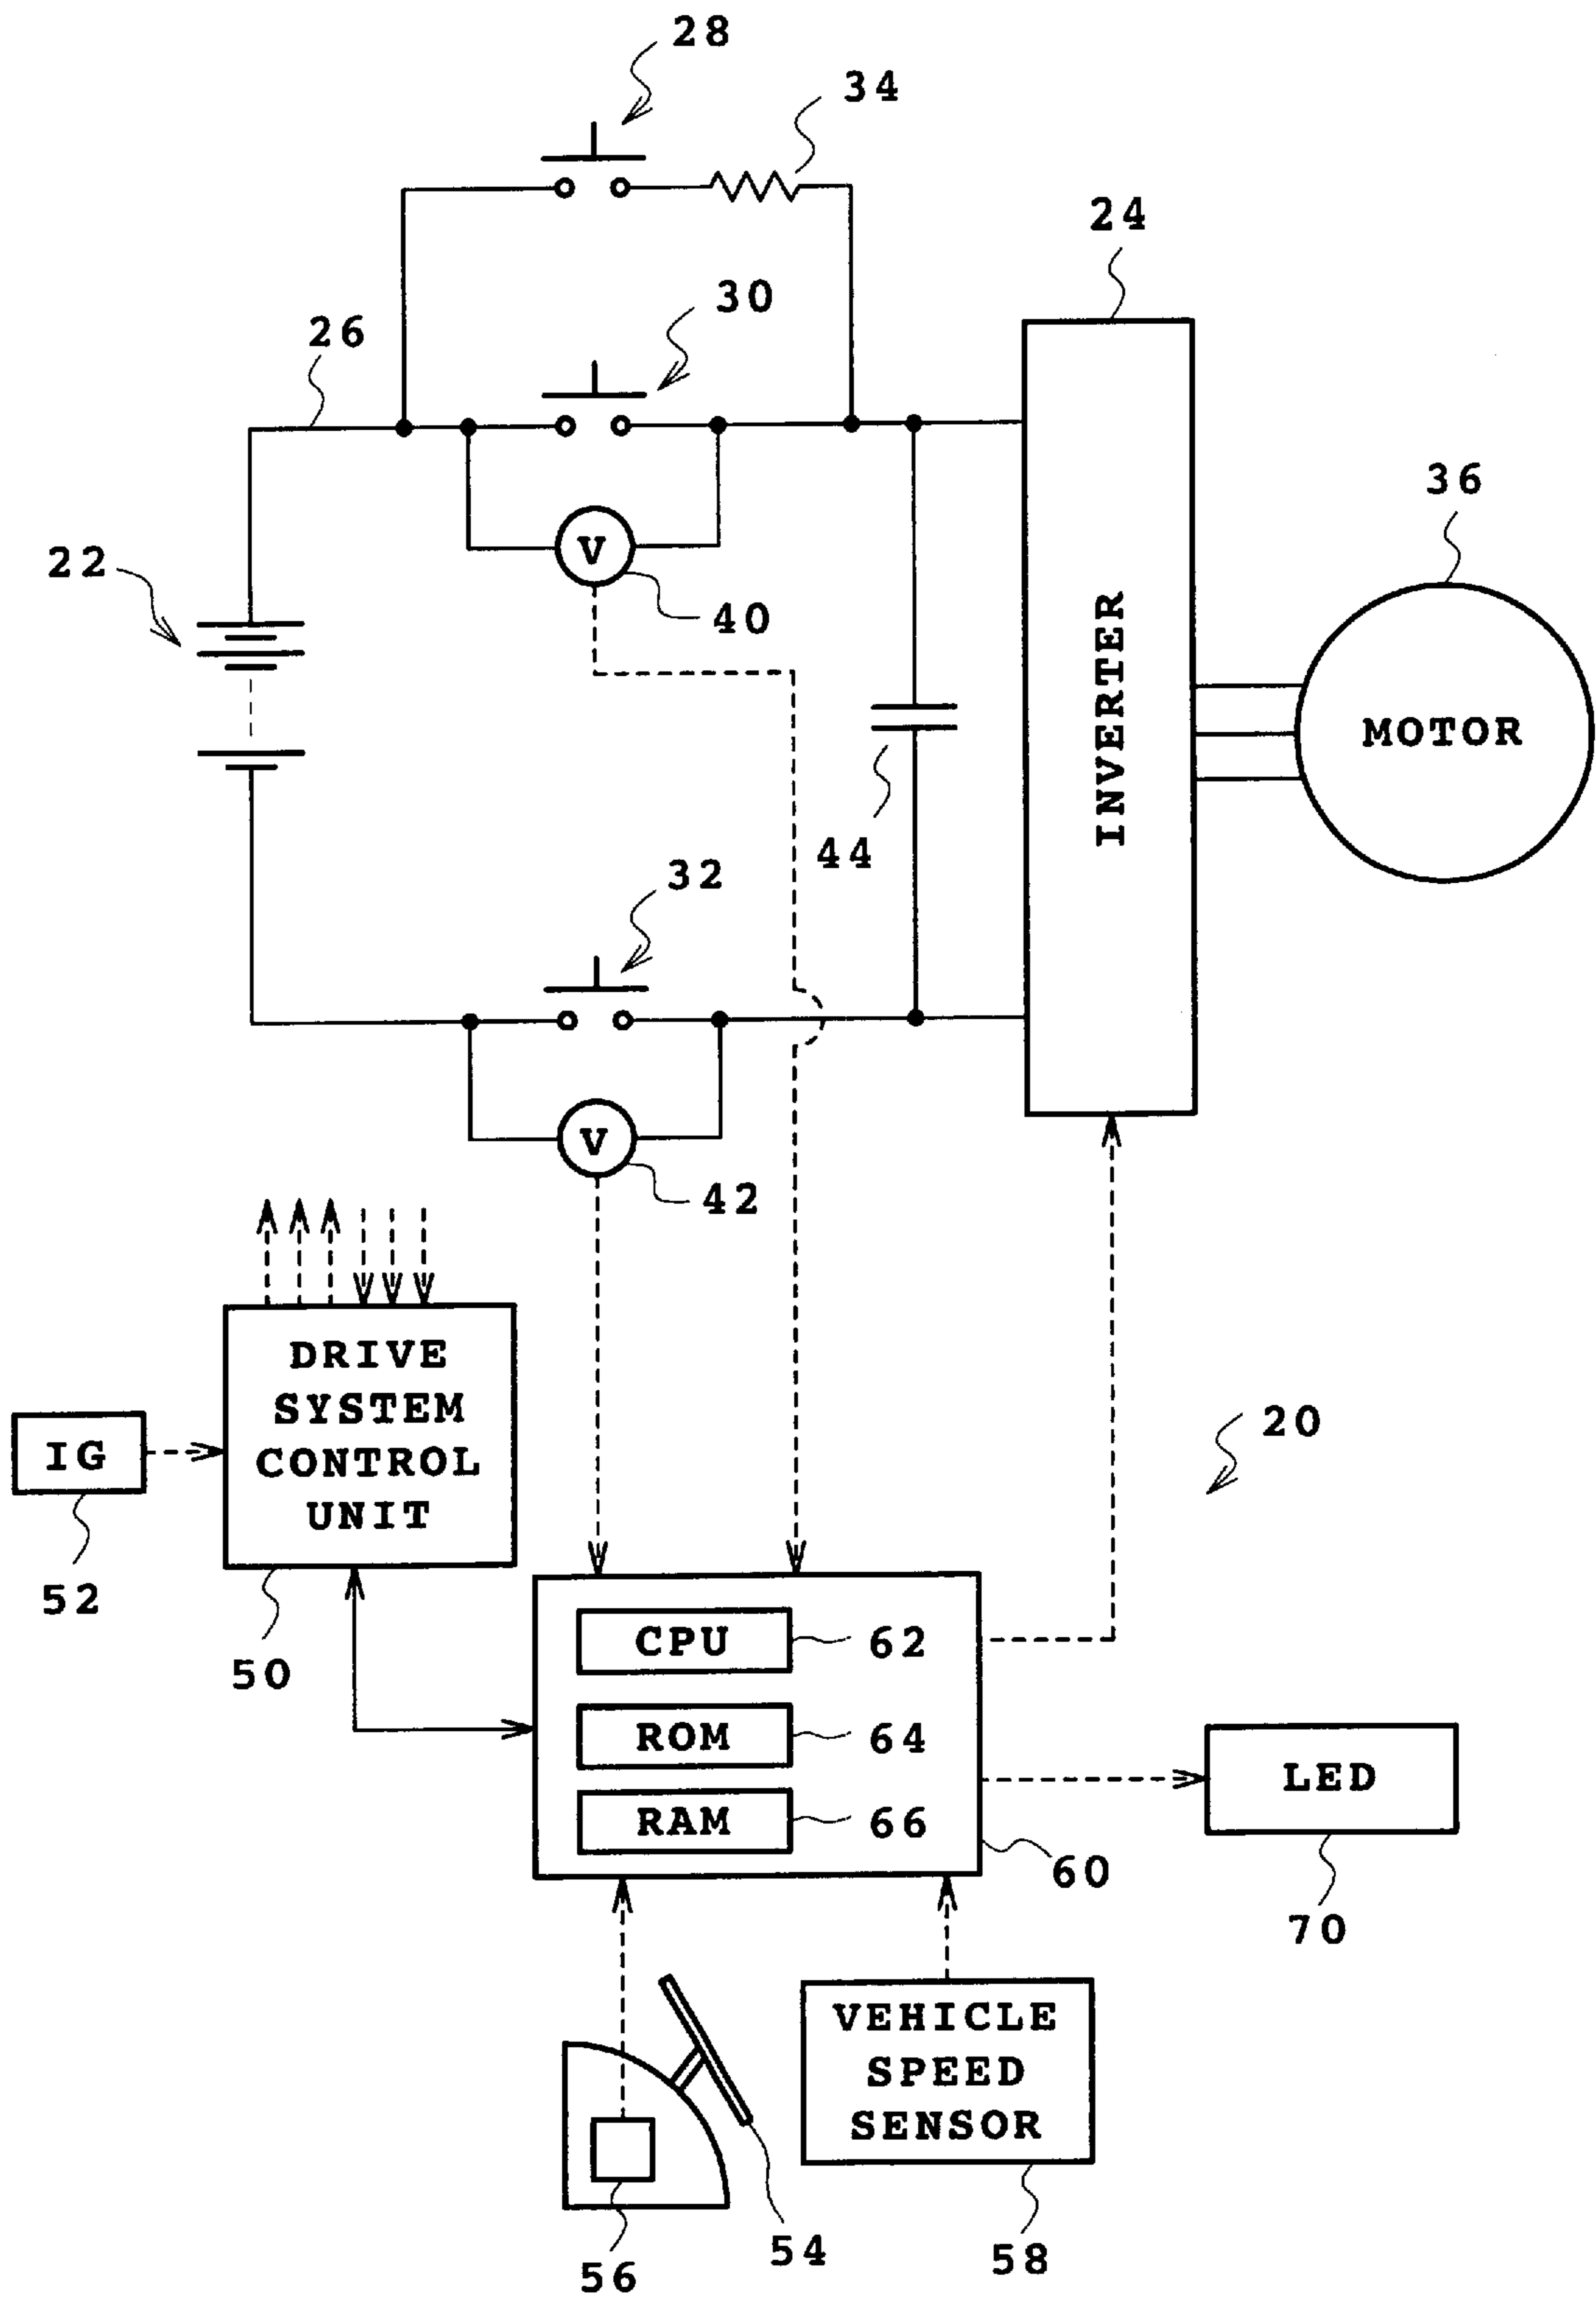 28
34
24
30
26
36
22
V
40
INVERTER
MOTOR
44
32
V
42
DRIVE
SYSTEM
CONTROL
UNIT
20
IG
52
50
CPU
62
ROM
64
LED
RAM
66
60
70
VEHICLE
SPEED
SENSOR
54
58
56